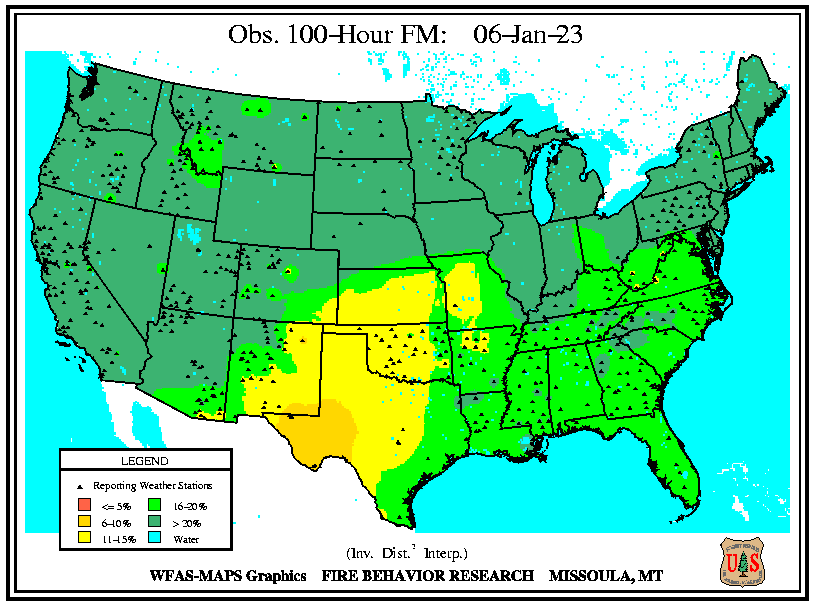 Obs. 100-Hour FM: 06-Jan-23
LEGEND
Reporting Weather Stations
<= 5% 16-20%
6-10% > 20%
11-15% Water
(Inv. Dist.² Interp.)
WFAS-MAPS Graphics FIRE BEHAVIOR RESEARCH MISSOULA, MT
U S